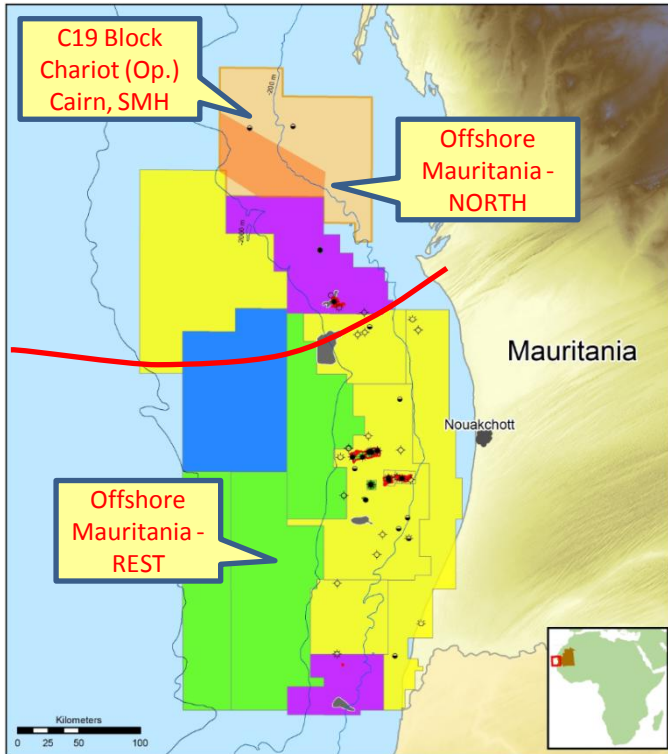 C19 Block
Chariot (Op.)
Cairn, SMH
-200 m
Offshore
Mauritania -
NORTH
Mauritania
Nouakchott
Offshore
Mauritania -
REST
Kilometers
0 25 50 100